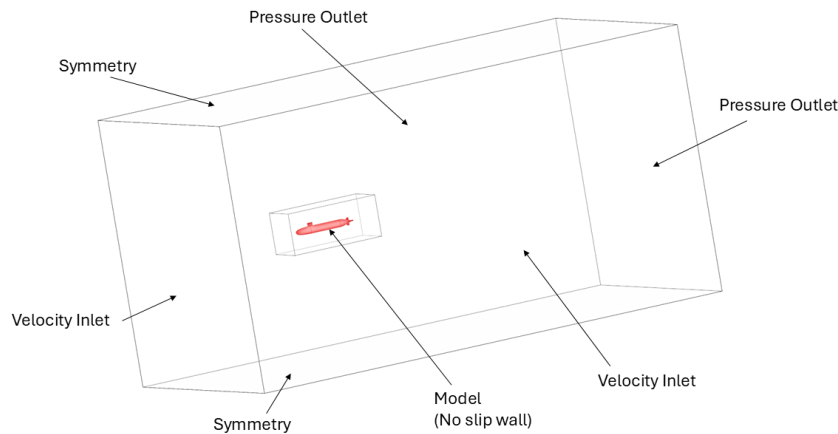 Pressure Outlet
Symmetry
Pressure Outlet
Velocity Inlet
Velocity Inlet
Model
(No slip wall)
Symmetry